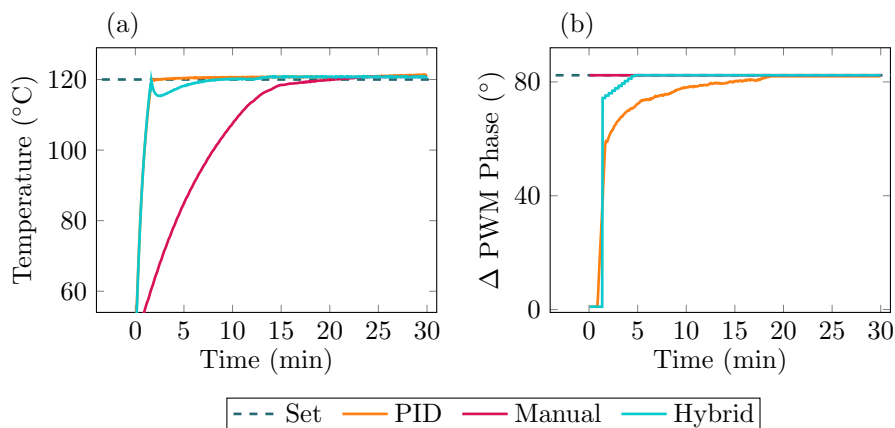 (a)
Temperature (°C)
120
100
80
60
0 5 10 15 20 25 30
Time (min)
(b)
Δ PWM Phase (°)
80
40
0
0 5 10 15 20 25 30
Time (min)
Set PID Manual Hybrid